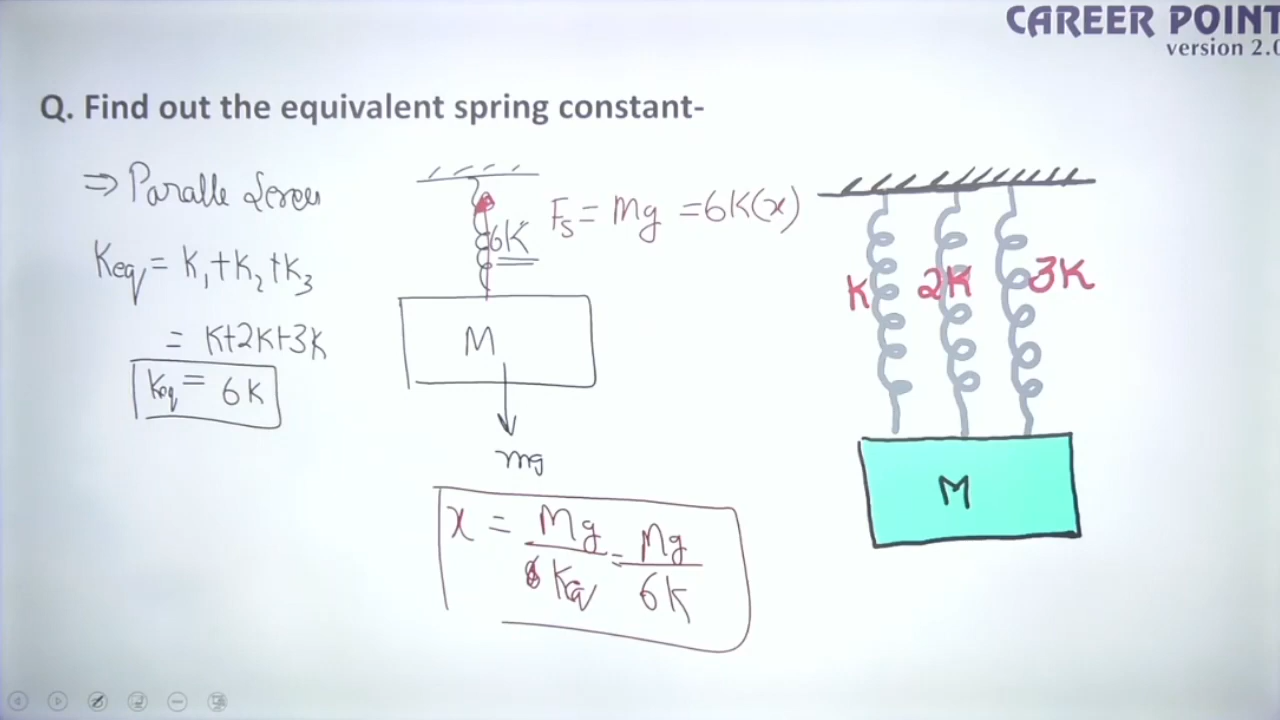 CAREER POINT
version 2.0
Q. Find out the equivalent spring constant-
⇒ Paralle
Keq = K₁+K₂+K₃
= K+2K+3K
Keq = 6K
6K
Fs = Mg = 6K(x)
M
mg
x = Mg/Keq = Mg/6K
K 2K 3K
M